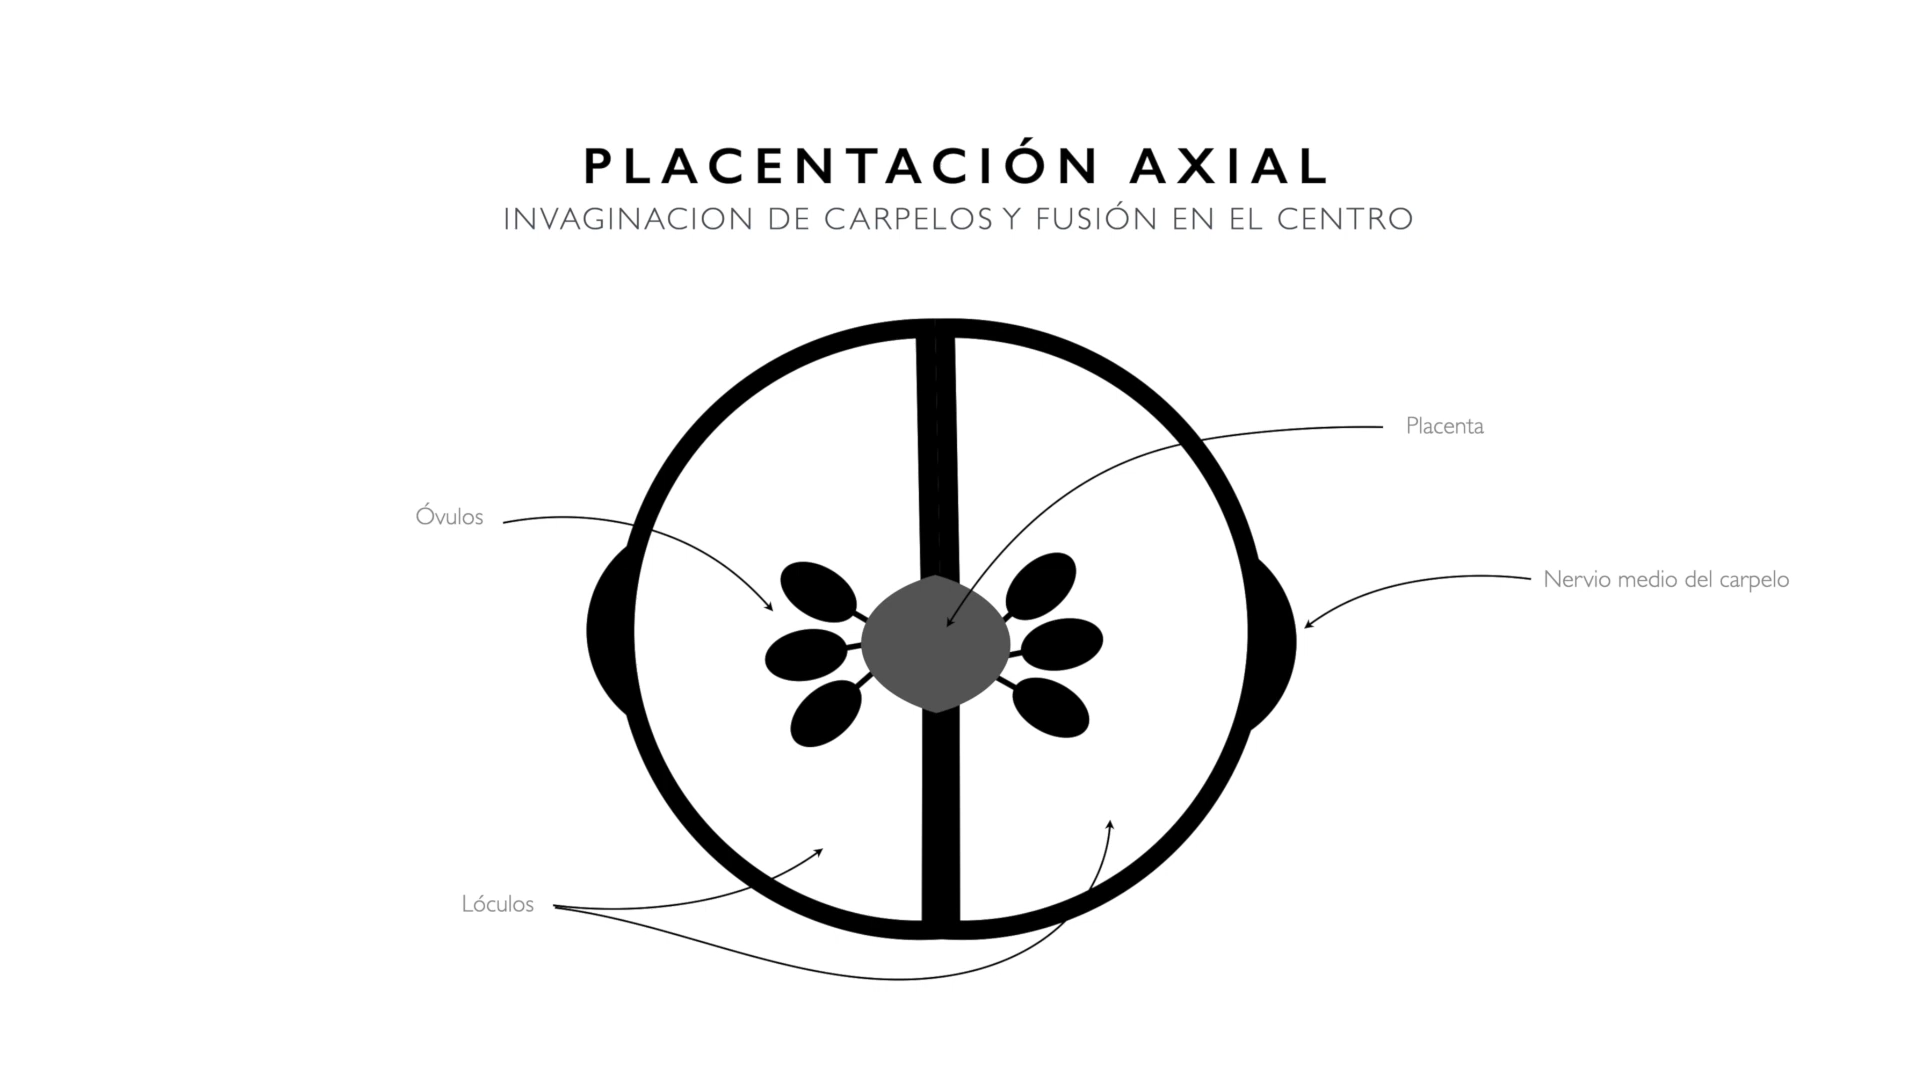 PLACENTACIÓN AXIAL
INVAGINACION DE CARPELOS Y FUSIÓN EN EL CENTRO
Placenta
Óvulos
Nervio medio del carpelo
Lóculos